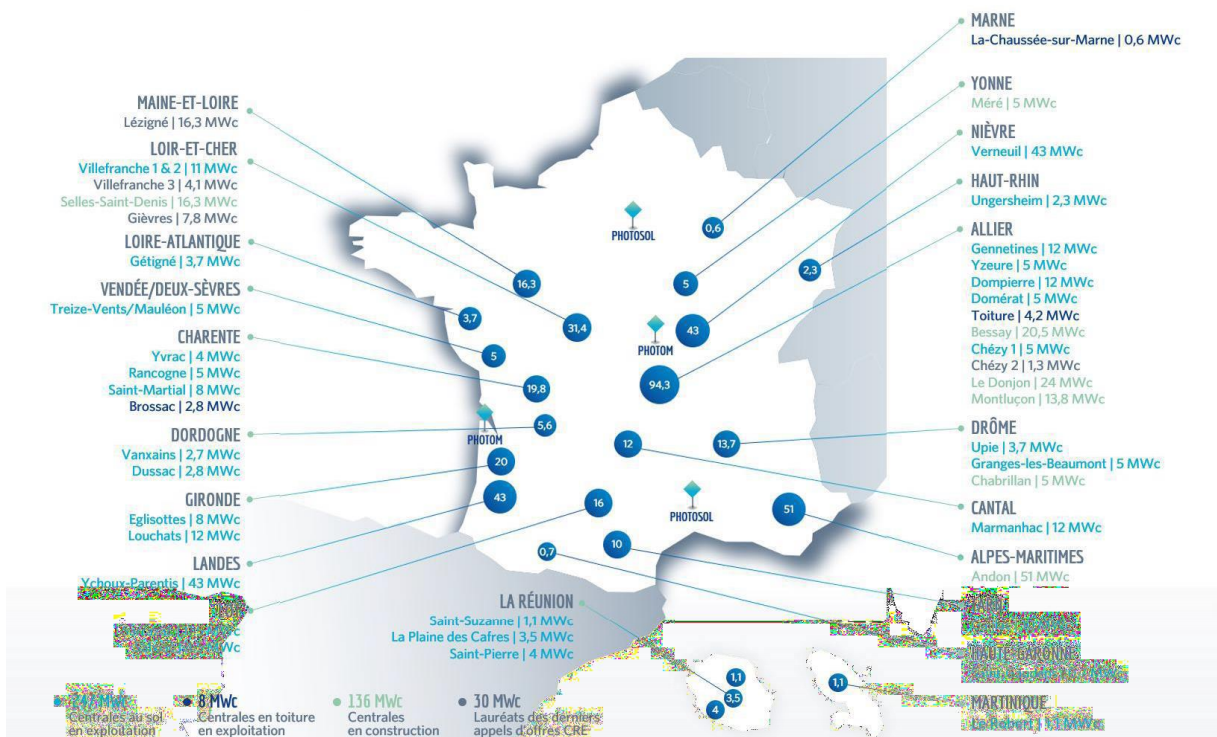 MAINE-ET-LOIRE
Lézigné | 16,3 MWc
LOIR-ET-CHER
Villefranche 1 & 2 | 11 MWc
Villefranche 3 | 4,1 MWc
Selles-Saint-Denis | 16,3 MWc
Gièvres | 7,8 MWc
LOIRE-ATLANTIQUE
Gétigné | 3,7 MWc
VENDÉE/DEUX-SÈVRES
Treize-Vents/Mauléon | 5 MWc
CHARENTE
Yvrac | 4 MWc
Rancogne | 5 MWc
Saint-Martial | 8 MWc
Brossac | 2,8 MWc
DORDOGNE
Vanxains | 2,7 MWc
Dussac | 2,8 MWc
GIRONDE
Eglisottes | 8 MWc
Louchats | 12 MWc
LANDES
Ychoux-Parentis | 43 MWc
PHOTOSOL
0,6
2,3
16,3
5
3,7
31,4
43
PHOTOM
5
94,3
19,8
PHOTOM
5,6
12
13,7
20
43
16
PHOTOSOL
51
10
0,7
MARNE
La-Chaussée-sur-Marne | 0,6 MWc
YONNE
Méré | 5 MWc
NIÈVRE
Verneuil | 43 MWc
HAUT-RHIN
Ungersheim | 2,3 MWc
ALLIER
Gennetines | 12 MWc
Yzeure | 5 MWc
Dompierre | 12 MWc
Domérat | 5 MWc
Toiture | 4,2 MWc
Bessay | 20,5 MWc
Chézy 1 | 5 MWc
Chézy 2 | 1,3 MWc
Le Donjon | 24 MWc
Montluçon | 13,8 MWc
DRÔME
Upie | 3,7 MWc
Granges-les-Beaumont | 5 MWc
Chabrillan | 5 MWc
CANTAL
Marmanhac | 12 MWc
ALPES-MARITIMES
Andon | 51 MWc
HAUTE-GARONNE
MARTINIQUE
Le Robert | 1,1 MWc
LA RÉUNION
Saint-Suzanne | 1,1 MWc
La Plaine des Cafres | 3,5 MWc
Saint-Pierre | 4 MWc
1,1
3,5
4
1,1
247 MWc
Centrales au sol
en exploitation
8 MWc
Centrales en toiture
en exploitation
136 MWc
Centrales
en construction
30 MWc
Lauréats des derniers
appels d'offres CRE